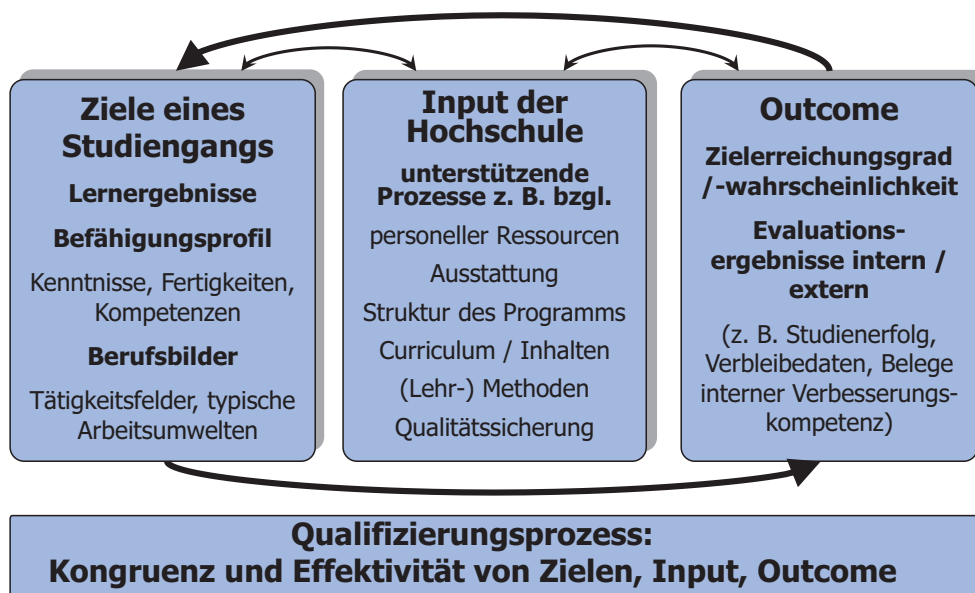 Ziele eines
Studiengangs
Lernergebnisse
Befähigungsprofil
Kenntnisse, Fertigkeiten,
Kompetenzen
Berufsbilder
Tätigkeitsfelder, typische
Arbeitsumwelten
Input der
Hochschule
unterstützende
Prozesse z. B. bzgl.
personeller Ressourcen
Ausstattung
Struktur des Programms
Curriculum / Inhalten
(Lehr-) Methoden
Qualitätssicherung
Outcome
Zielerreichungsgrad
/-wahrscheinlichkeit
Evaluations-
ergebnisse intern /
extern
(z. B. Studienerfolg,
Verbleibedaten, Belege
interner Verbesserungs-
kompetenz)
Qualifizierungsprozess:
Kongruenz und Effektivität von Zielen, Input, Outcome